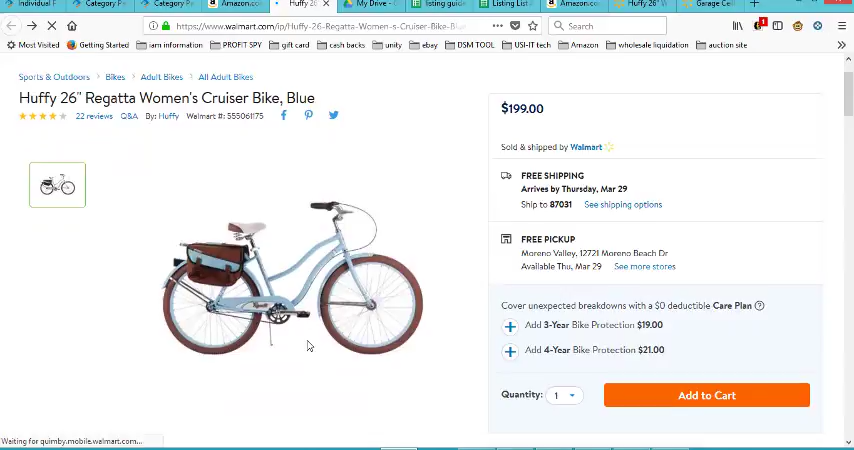 Individual F
Category Pr
Category Pr
Amazon.co
Huffy 26"
My Drive - D
listing guide
Listing List A
Amazon.co
Huffy 26" W
Garage Ceil
https://www.walmart.com/ip/Huffy-26-Regatta-Women-s-Cruiser-Bike-Blue
Search
Most Visited
Getting Started
iam information
PROFIT SPY
gift card
cash backs
unity
ebay
DSM TOOL
USI-IT tech
Amazon
wholesale liquidation
auction site
Sports & Outdoors > Bikes > Adult Bikes > All Adult Bikes
Huffy 26" Regatta Women's Cruiser Bike, Blue
22 reviews Q&A By: Huffy Walmart #: 555061175
$199.00
Sold & shipped by Walmart
FREE SHIPPING
Arrives by Thursday, Mar 29
Ship to 87031 See shipping options
FREE PICKUP
Moreno Valley, 12721 Moreno Beach Dr
Available Thu, Mar 29 See more stores
Cover unexpected breakdowns with a $0 deductible Care Plan
Add 3-Year Bike Protection $19.00
Add 4-Year Bike Protection $21.00
Quantity: 1 Add to Cart
Waiting for quimby.mobile.walmart.com...